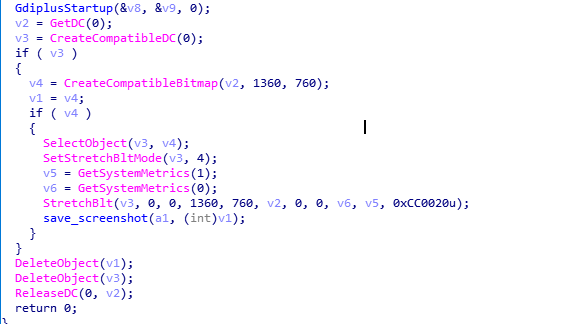 GdiplusStartup(&v8, &v9, 0);
v2 = GetDC(0);
v3 = CreateCompatibleDC(0);
if ( v3 )
{
v4 = CreateCompatibleBitmap(v2, 1360, 760);
v1 = v4;
if ( v4 )
{
SelectObject(v3, v4);
SetStretchBltMode(v3, 4);
v5 = GetSystemMetrics(1);
v6 = GetSystemMetrics(0);
StretchBlt(v3, 0, 0, 1360, 760, v2, 0, 0, v6, v5, 0xCC0020u);
save_screenshot(a1, (int)v1);
}
}
DeleteObject(v1);
DeleteObject(v3);
ReleaseDC(0, v2);
return 0;
}